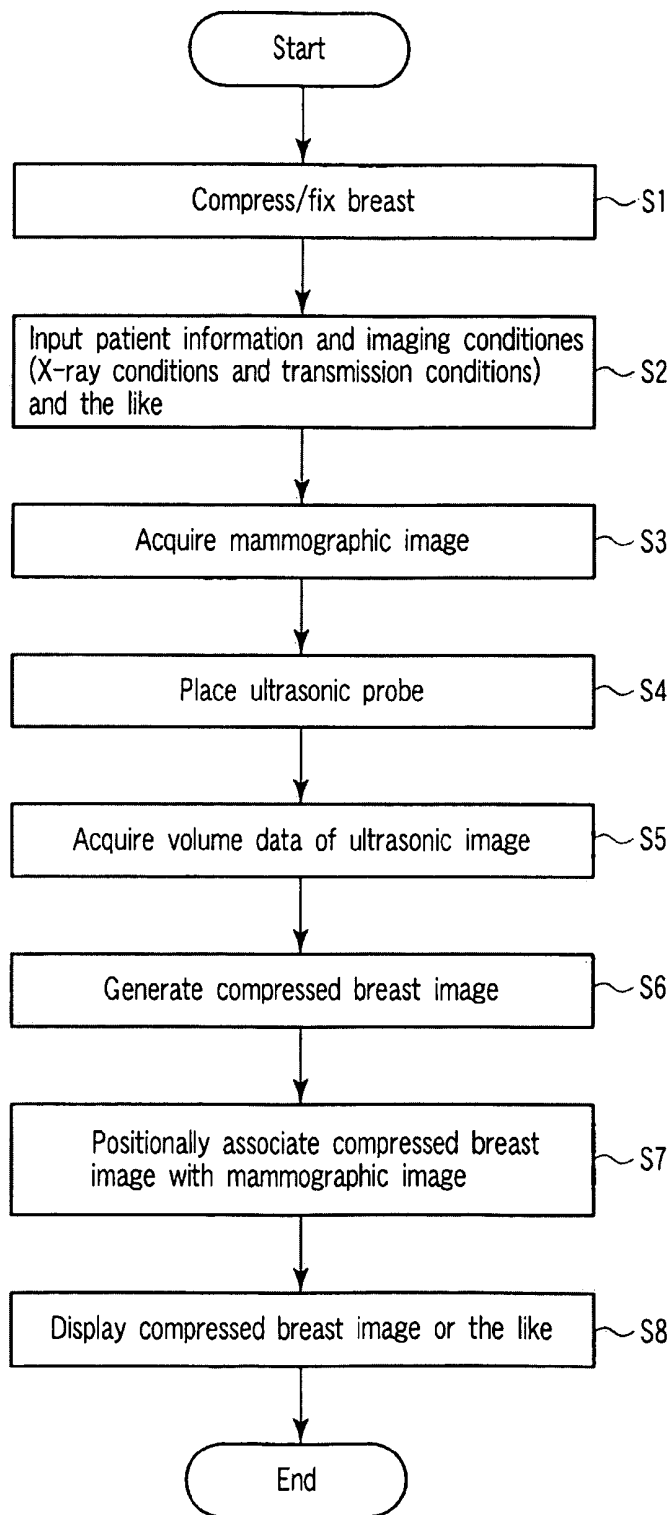 Start
Compress/fix breast
S1
Input patient information and imaging conditiones
(X-ray conditions and transmission conditions)
and the like
S2
Acquire mammographic image
S3
Place ultrasonic probe
S4
Acquire volume data of ultrasonic image
S5
Generate compressed breast image
S6
Positionally associate compressed breast
image with mammographic image
S7
Display compressed breast image or the like
S8
End